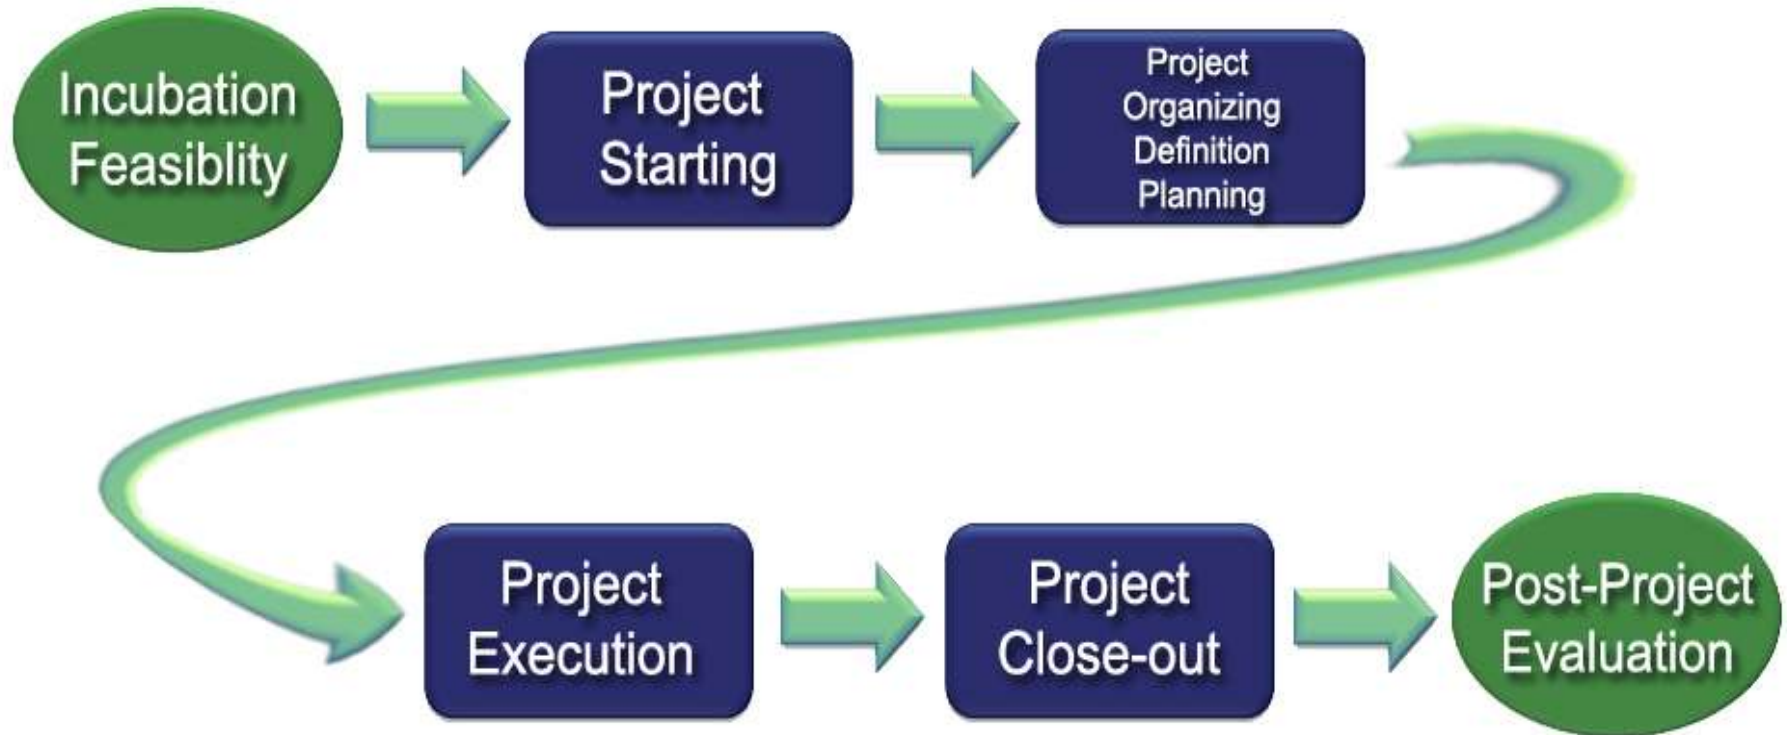 Incubation
Feasiblity
Project
Starting
Project
Organizing
Definition
Planning
Project
Execution
Project
Close-out
Post-Project
Evaluation